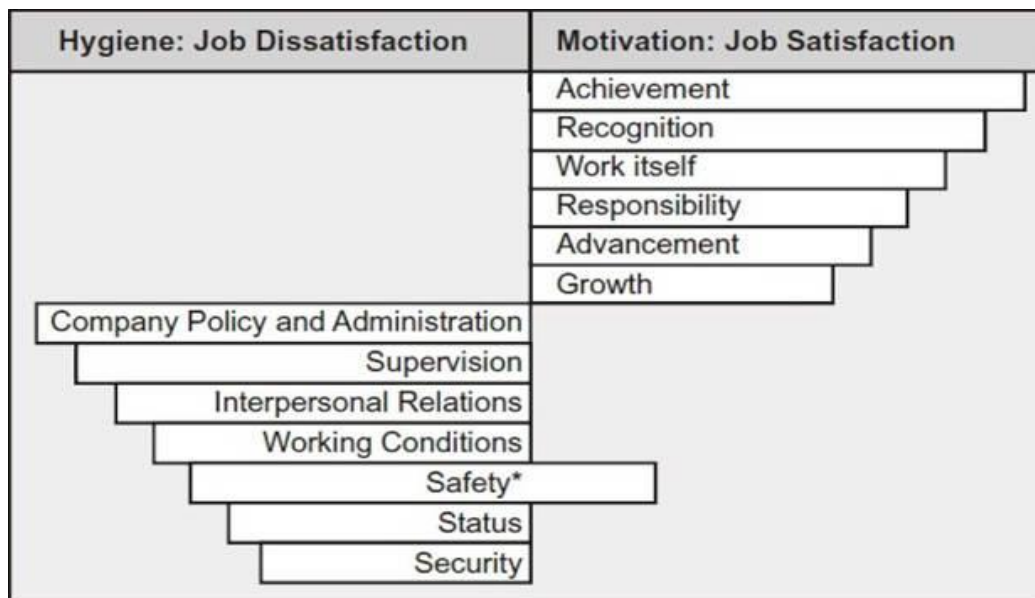 Hygiene: Job Dissatisfaction
Motivation: Job Satisfaction
Achievement
Recognition
Work itself
Responsibility
Advancement
Growth
Company Policy and Administration
Supervision
Interpersonal Relations
Working Conditions
Safety*
Status
Security